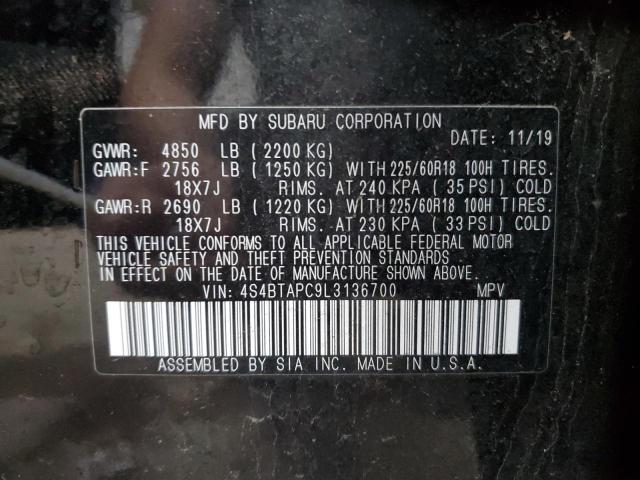 MFD BY SUBARU CORPORATION
DATE: 11/19
GVWR: 4850 LB (2200 KG)
GAWR:F 2756 LB (1250 KG) WITH 225/60R18 100H TIRES.
18X7J RIMS. AT 240 KPA (35 PSI) COLD
GAWR:R 2690 LB (1220 KG) WITH 225/60R18 100H TIRES.
18X7J RIMS. AT 230 KPA (33 PSI) COLD
THIS VEHICLE CONFORMS TO ALL APPLICABLE FEDERAL MOTOR
VEHICLE SAFETY AND THEFT PREVENTION STANDARDS
IN EFFECT ON THE DATE OF MANUFACTURE SHOWN ABOVE.
VIN: 4S4BTAPC9L3136700 MPV
ASSEMBLED BY SIA INC. MADE IN U.S.A.